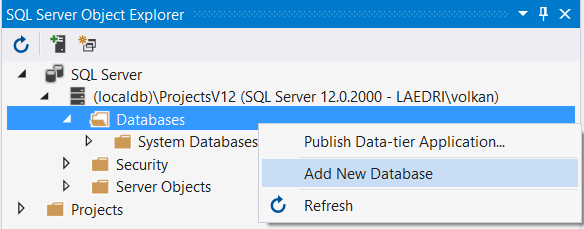 SQL Server Object Explorer
SQL Server
(localdb)\ProjectsV12 (SQL Server 12.0.2000 - LAEDRI\volkan)
Databases
System Databases
Security
Server Objects
Projects
Publish Data-tier Application...
Add New Database
Refresh